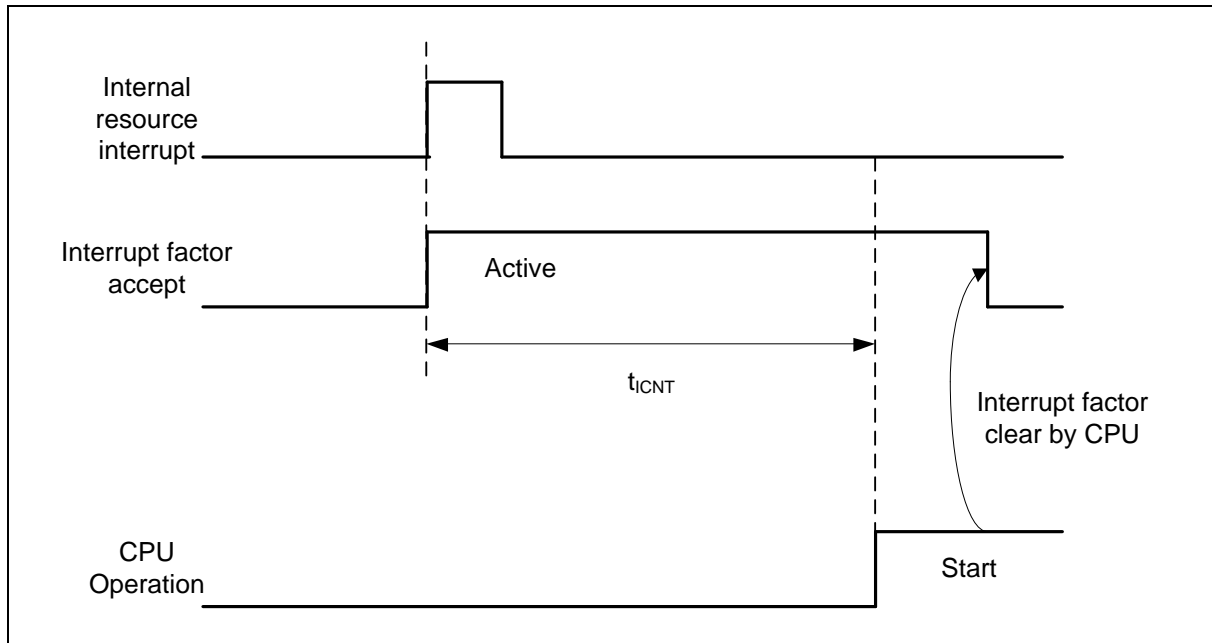 Internal
resource
interrupt
Interrupt factor
accept
Active
tICNT
Interrupt factor
clear by CPU
CPU
Operation
Start